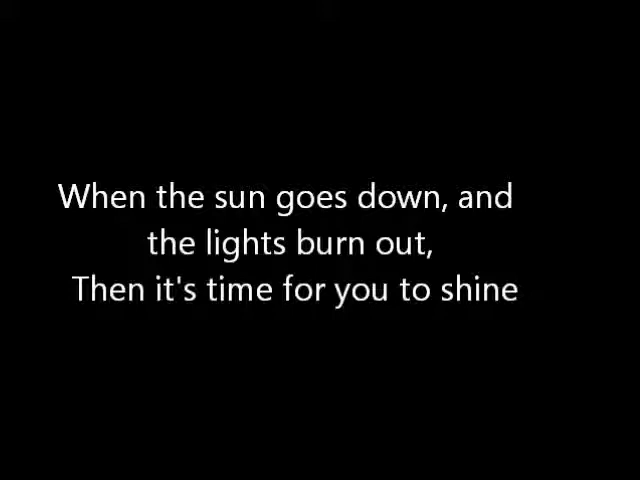 When the sun goes down, and
the lights burn out,
Then it's time for you to shine